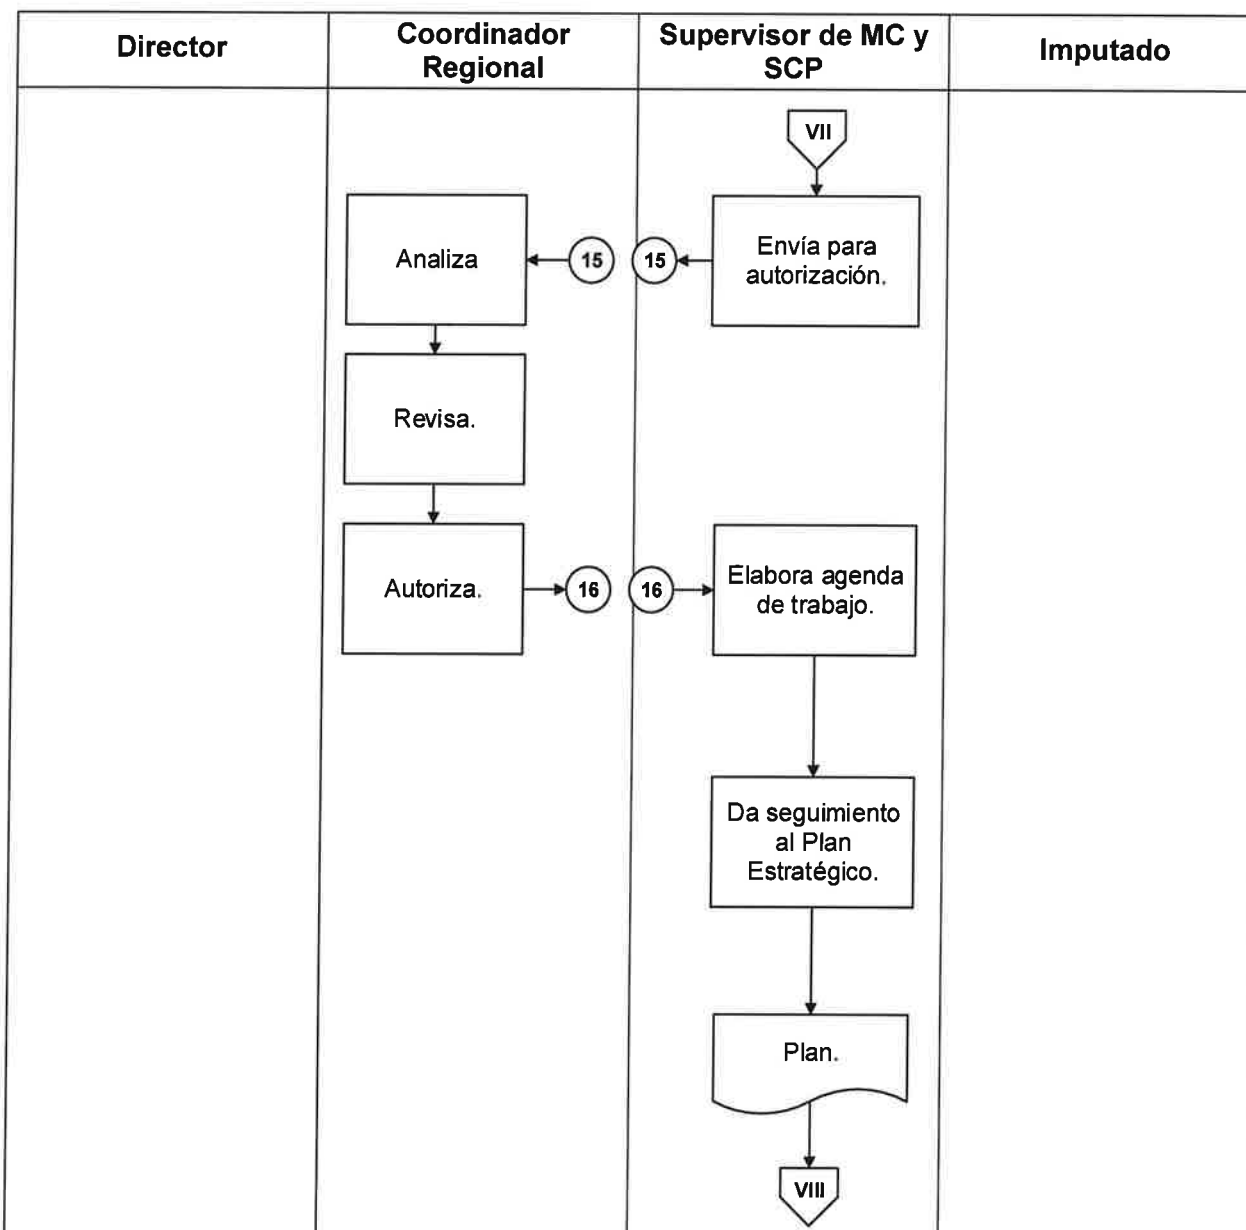 Director
Coordinador
Regional
Supervisor de MC y
SCP
Imputado
VII
Analiza
15
15
Envía para
autorización.
Revisa.
Autoriza.
16
16
Elabora agenda
de trabajo.
Da seguimiento
al Plan
Estratégico.
Plan.
VIII